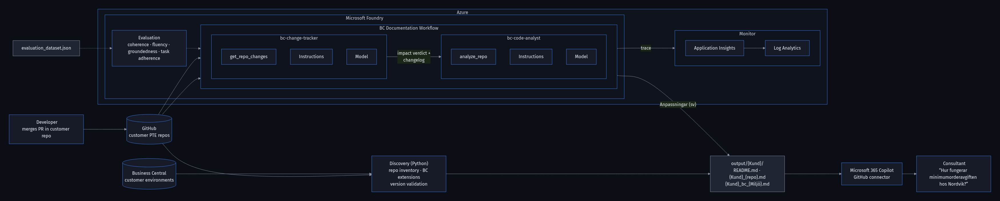 Azure
Microsoft Foundry
BC Documentation Workflow
Evaluation
coherence · fluency ·
groundedness · task
adherence
evaluation_dataset.json
bc-change-tracker
get_repo_changes
Instructions
Model
impact verdict +
changelog
bc-code-analyst
analyze_repo
Instructions
Model
trace
Monitor
Application Insights
Log Analytics
Anpassningar (sv)
Developer
merges PR in customer
repo
GitHub
customer PTE repos
Business Central
customer environments
Discovery (Python)
repo inventory · BC
extensions
version validation
output/{Kund}/
README.md ·
{Kund}_{repo}.md
{Kund}_bc_{Miljö}.md
Microsoft 365 Copilot
GitHub connector
Consultant
“Hur fungerar
minimumorderavgiften
hos Nordvik?”